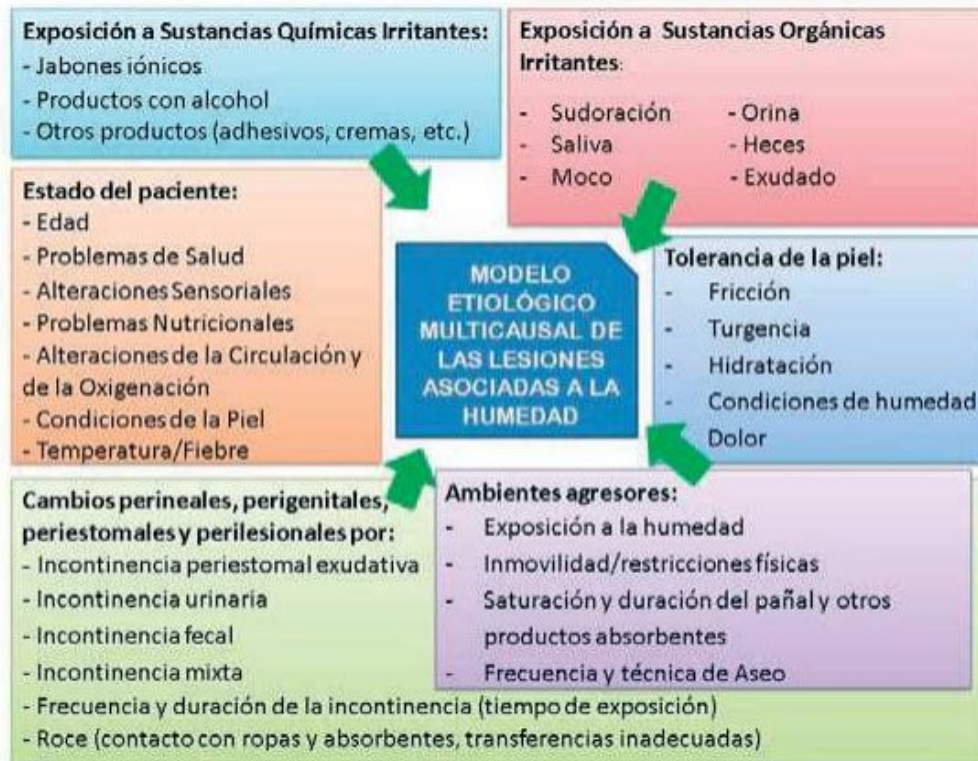 Exposición a Sustancias Químicas Irritantes:
- Jabones iónicos
- Productos con alcohol
- Otros productos (adhesivos, cremas, etc.)
Exposición a Sustancias Orgánicas
Irritantes:
- Sudoración - Orina
- Saliva - Heces
- Moco - Exudado
Estado del paciente:
- Edad
- Problemas de Salud
- Alteraciones Sensoriales
- Problemas Nutricionales
- Alteraciones de la Circulación y
de la Oxigenación
- Condiciones de la Piel
- Temperatura/Fiebre
MODELO
ETIOLÓGICO
MULTICAUSAL DE
LAS LESIONES
ASOCIADAS A LA
HUMEDAD
Tolerancia de la piel:
- Fricción
- Turgencia
- Hidratación
- Condiciones de humedad
Dolor
Cambios perineales, perigenitales,
periestomales y perilesionales por:
- Incontinencia periestomal exudativa
- Incontinencia urinaria
- Incontinencia fecal
- Incontinencia mixta
- Frecuencia y duración de la incontinencia (tiempo de exposición)
- Roce (contacto con ropas y absorbentes, transferencias inadecuadas)
Ambientes agresores:
- Exposición a la humedad
- Inmovilidad/restricciones físicas
- Saturación y duración del pañal y otros
productos absorbentes
- Frecuencia y técnica de Aseo